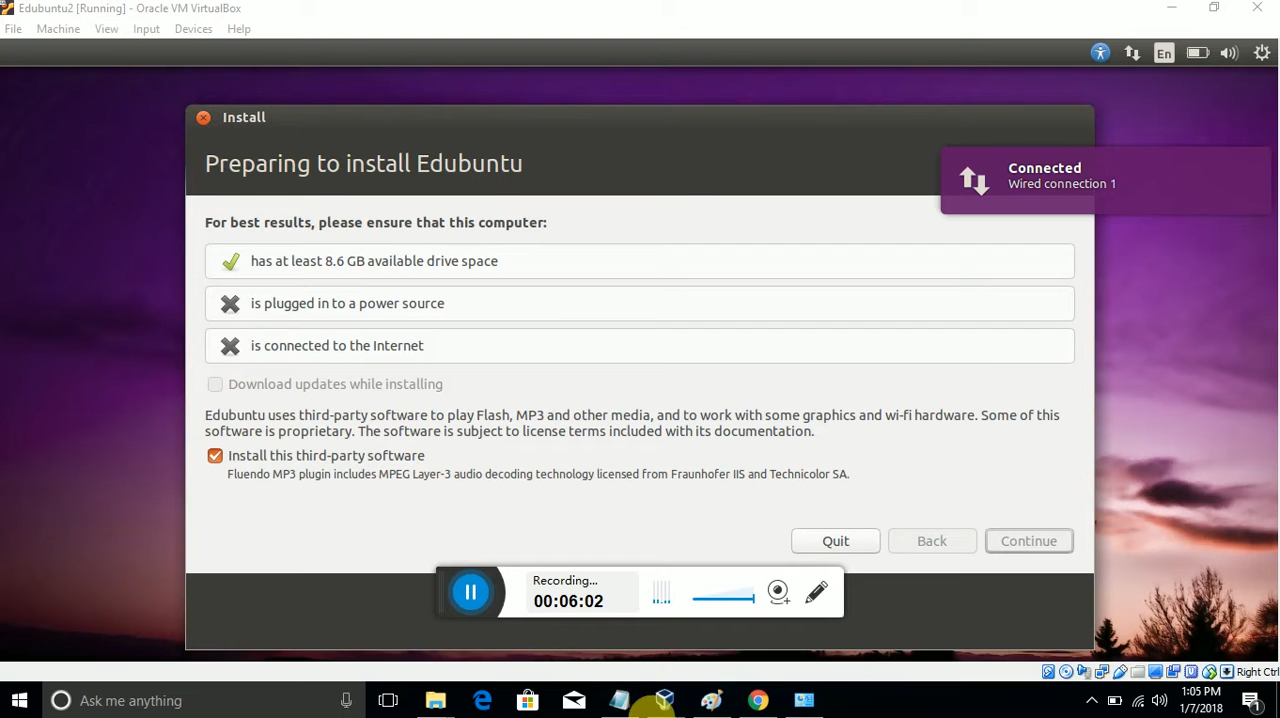 Edubuntu2 [Running] - Oracle VM VirtualBox
File Machine View Input Devices Help
En
Install
Preparing to install Edubuntu
Connected
Wired connection 1
For best results, please ensure that this computer:
has at least 8.6 GB available drive space
is plugged in to a power source
is connected to the Internet
Download updates while installing
Edubuntu uses third-party software to play Flash, MP3 and other media, and to work with some graphics and wi-fi hardware. Some of this
software is proprietary. The software is subject to license terms included with its documentation.
Install this third-party software
Fluendo MP3 plugin includes MPEG Layer-3 audio decoding technology licensed from Fraunhofer IIS and Technicolor SA.
Quit Back Continue
Recording...
00:06:02
Right Ctrl
Ask me anything
1:05 PM
1/7/2018
1